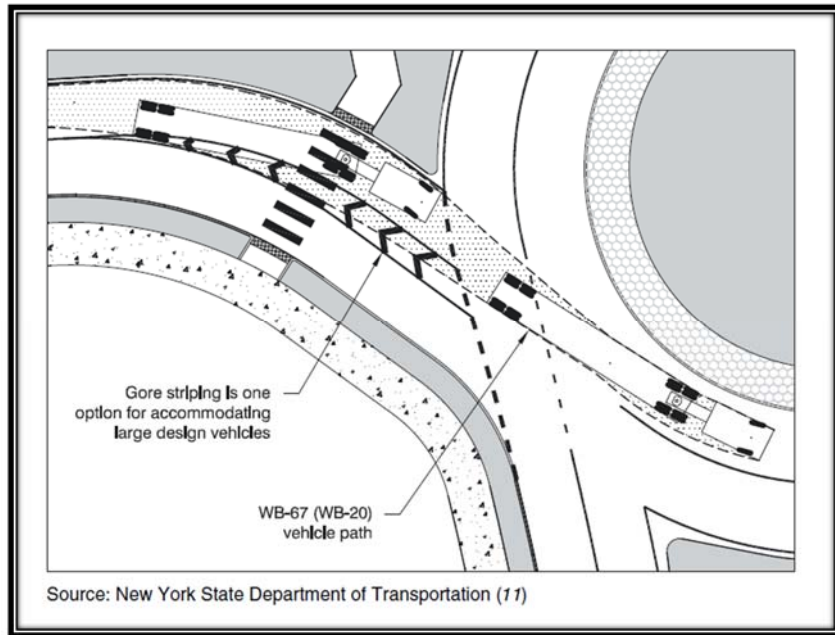 Gore striping is one
option for accommodating
large design vehicles
WB-67 (WB-20)
vehicle path
Source: New York State Department of Transportation (11)